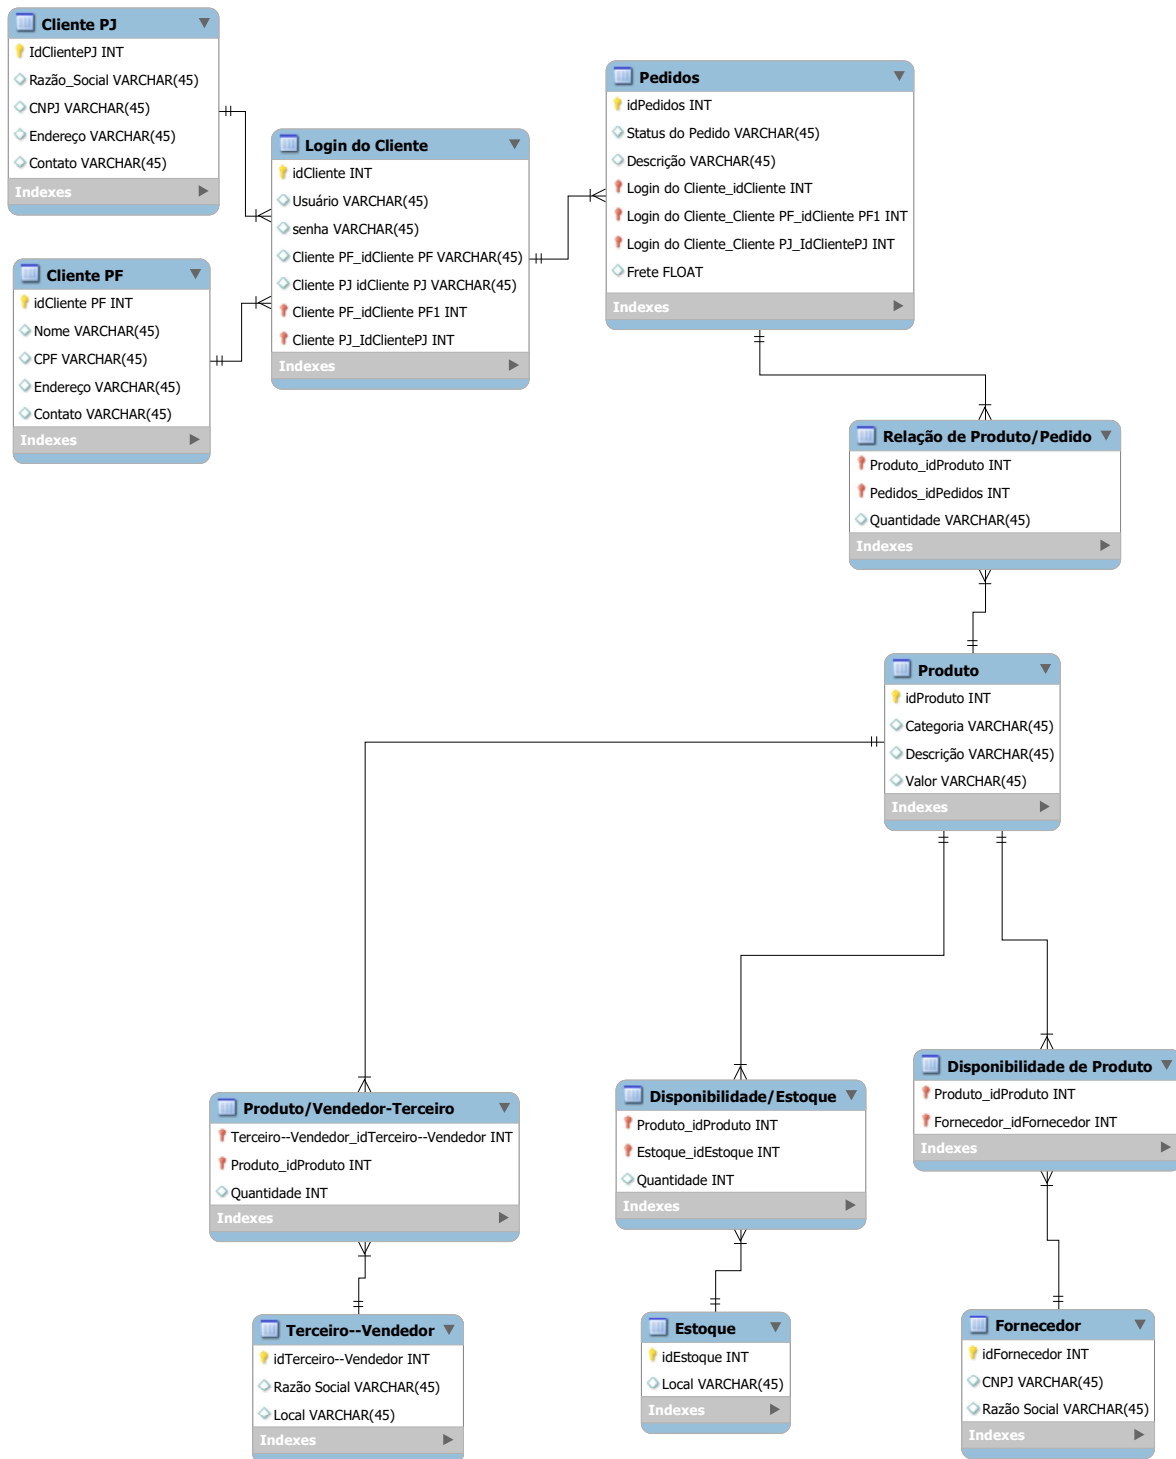 Cliente PJ
IdClientePJ INT
Razão_Social VARCHAR(45)
CNPJ VARCHAR(45)
Endereço VARCHAR(45)
Contato VARCHAR(45)
Indexes
Cliente PF
idCliente PF INT
Nome VARCHAR(45)
CPF VARCHAR(45)
Endereço VARCHAR(45)
Contato VARCHAR(45)
Indexes
Login do Cliente
idCliente INT
Usuário VARCHAR(45)
senha VARCHAR(45)
Cliente PF_idCliente PF VARCHAR(45)
Cliente PJ idCliente PJ VARCHAR(45)
Cliente PF_idCliente PF1 INT
Cliente PJ_IdClientePJ INT
Indexes
Pedidos
idPedidos INT
Status do Pedido VARCHAR(45)
Descrição VARCHAR(45)
Login do Cliente_idCliente INT
Login do Cliente_Cliente PF_idCliente PF1 INT
Login do Cliente_Cliente PJ_IdClientePJ INT
Frete FLOAT
Indexes
Relação de Produto/Pedido
Produto_idProduto INT
Pedidos_idPedidos INT
Quantidade VARCHAR(45)
Indexes
Produto
idProduto INT
Categoria VARCHAR(45)
Descrição VARCHAR(45)
Valor VARCHAR(45)
Indexes
Produto/Vendedor-Terceiro
Terceiro--Vendedor_idTerceiro--Vendedor INT
Produto_idProduto INT
Quantidade INT
Indexes
Disponibilidade/Estoque
Produto_idProduto INT
Estoque_idEstoque INT
Quantidade INT
Indexes
Disponibilidade de Produto
Produto_idProduto INT
Fornecedor_idFornecedor INT
Indexes
Terceiro--Vendedor
idTerceiro--Vendedor INT
Razão Social VARCHAR(45)
Local VARCHAR(45)
Indexes
Estoque
idEstoque INT
Local VARCHAR(45)
Indexes
Fornecedor
idFornecedor INT
CNPJ VARCHAR(45)
Razão Social VARCHAR(45)
Indexes